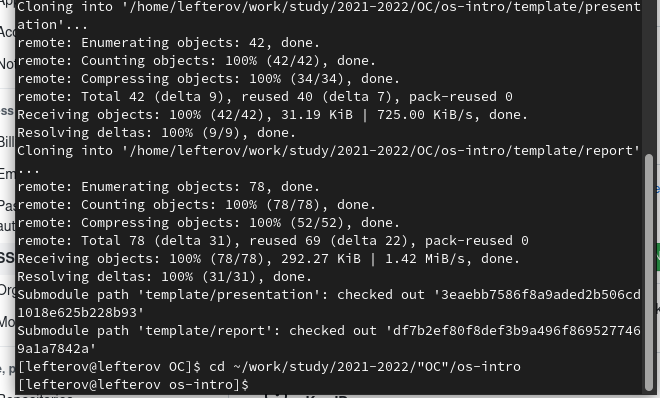 Cloning into '/home/lefterov/work/study/2021-2022/OC/os-intro/template/present
ation'...
remote: Enumerating objects: 42, done.
remote: Counting objects: 100% (42/42), done.
remote: Compressing objects: 100% (34/34), done.
remote: Total 42 (delta 9), reused 40 (delta 7), pack-reused 0
Receiving objects: 100% (42/42), 31.19 KiB | 725.00 KiB/s, done.
Resolving deltas: 100% (9/9), done.
Cloning into '/home/lefterov/work/study/2021-2022/OC/os-intro/template/report'
...
remote: Enumerating objects: 78, done.
remote: Counting objects: 100% (78/78), done.
remote: Compressing objects: 100% (52/52), done.
remote: Total 78 (delta 31), reused 69 (delta 22), pack-reused 0
Receiving objects: 100% (78/78), 292.27 KiB | 1.42 MiB/s, done.
Resolving deltas: 100% (31/31), done.
Submodule path 'template/presentation': checked out '3eaebb7586f8a9aded2b506cd
1018e625b228b93'
Submodule path 'template/report': checked out 'df7b2ef80f8def3b9a496f869527746
9a1a7842a'
[lefterov@lefterov OC]$ cd ~/work/study/2021-2022/"OC"/os-intro
[lefterov@lefterov os-intro]$